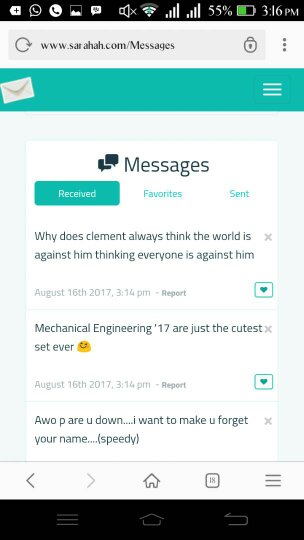 55% 3:16 PM
www.sarahah.com/Messages
Messages
Received Favorites Sent
Why does clement always think the world is
against him thinking everyone is against him
August 16th 2017, 3:14 pm - Report
Mechanical Engineering '17 are just the cutest
set ever 🤗
August 16th 2017, 3:14 pm - Report
Awo p are u down....i want to make u forget
your name....(speedy)
18